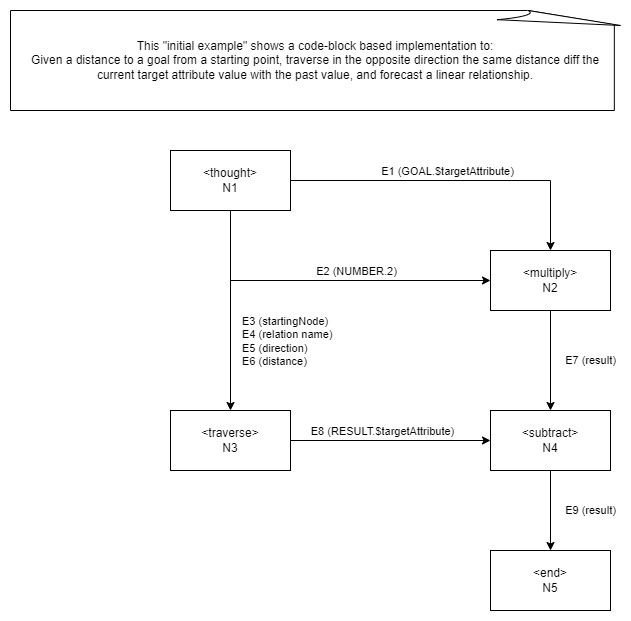 This "initial example" shows a code-block based implementation to:
Given a distance to a goal from a starting point, traverse in the opposite direction the same distance diff the
current target attribute value with the past value, and forecast a linear relationship.
<thought>
N1
E1 (GOAL.$targetAttribute)
E2 (NUMBER.2)
<multiply>
N2
E3 (startingNode)
E4 (relation name)
E5 (direction)
E6 (distance)
E7 (result)
<traverse>
N3
E8 (RESULT.$targetAttribute)
<subtract>
N4
E9 (result)
<end>
N5